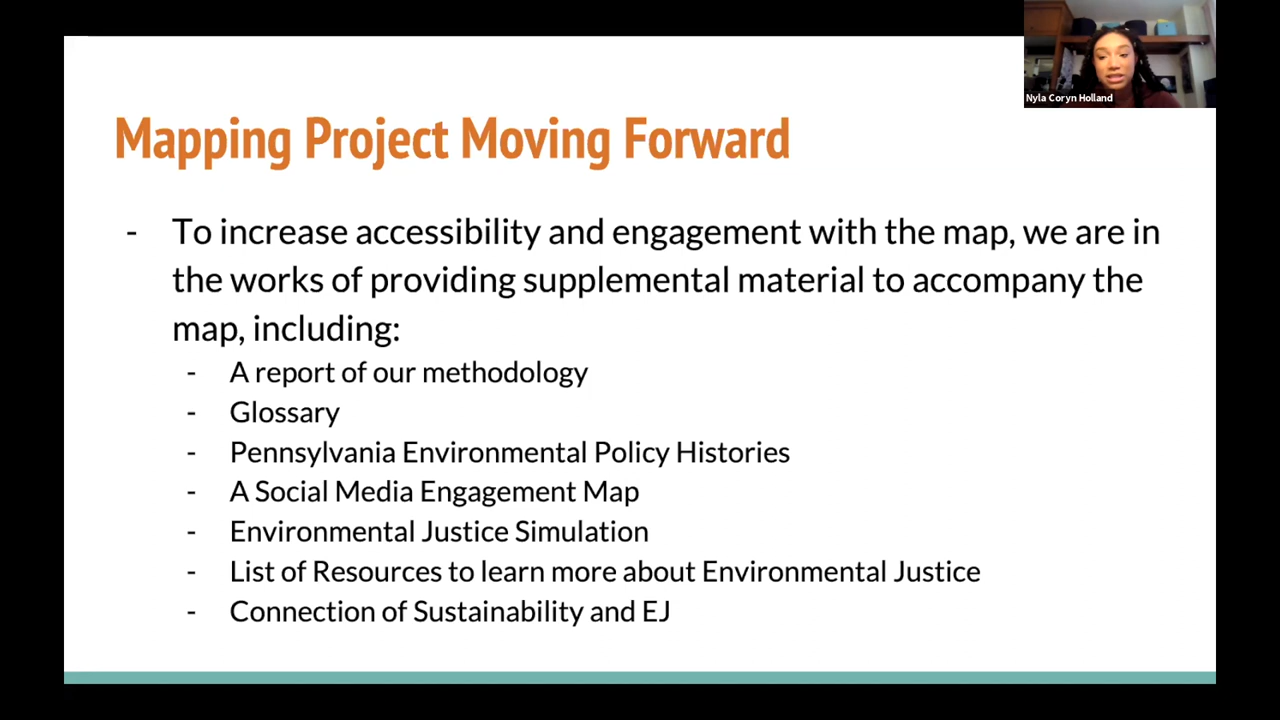 Nyla Coryn Holland
Mapping Project Moving Forward
- To increase accessibility and engagement with the map, we are in
the works of providing supplemental material to accompany the
map, including:
- A report of our methodology
- Glossary
- Pennsylvania Environmental Policy Histories
- A Social Media Engagement Map
- Environmental Justice Simulation
- List of Resources to learn more about Environmental Justice
- Connection of Sustainability and EJ